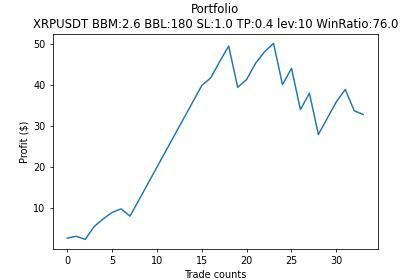 Portfolio
XRPUSDT BBM:2.6 BBL:180 SL:1.0 TP:0.4 lev:10 WinRatio:76.0
50
40
30
20
10
Profit ($)
0 5 10 15 20 25 30
Trade counts